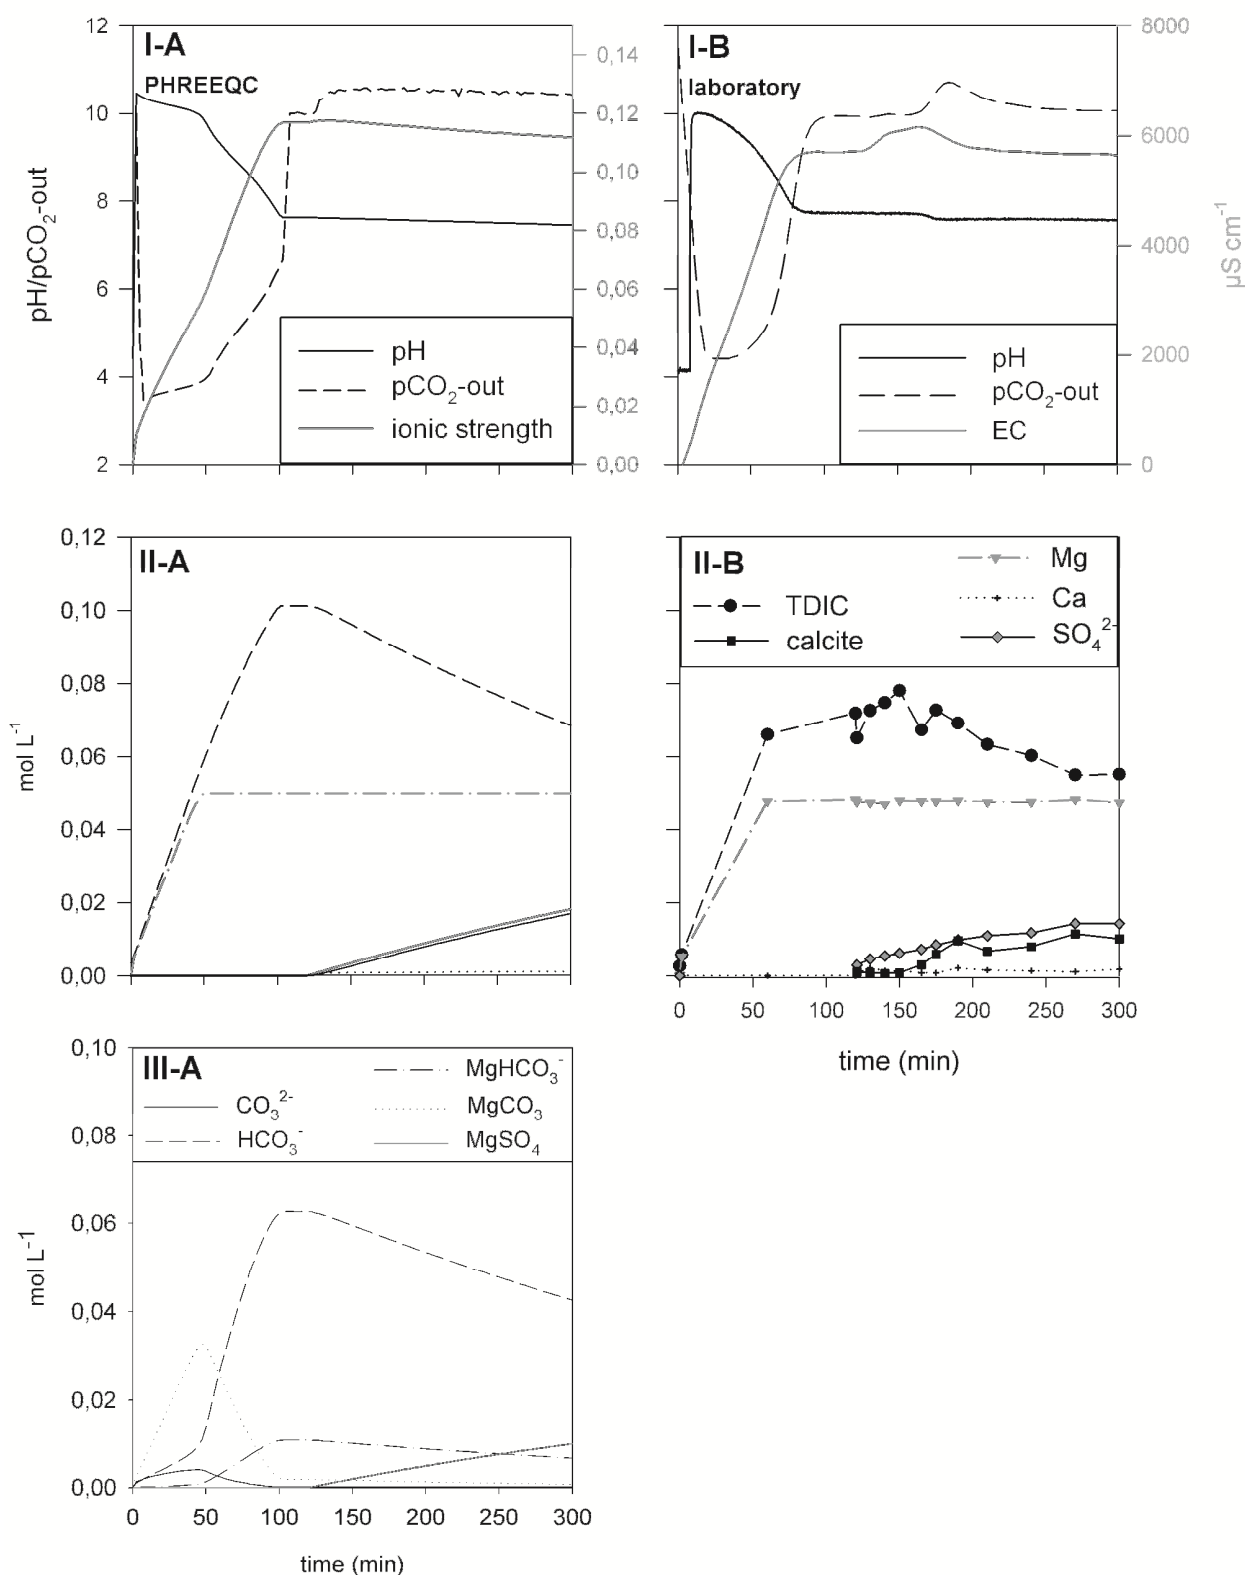 I-A
PHREEQC
12
10
8
6
4
2
pH/pCO₂-out
0,14
0,12
0,10
0,08
0,06
0,04
0,02
0,00
pH
pCO₂-out
ionic strength
I-B
laboratory
8000
6000
4000
2000
0
µS cm⁻¹
pH
pCO₂-out
EC
II-A
0,12
0,10
0,08
0,06
0,04
0,02
0,00
mol L⁻¹
II-B
Mg
TDIC
Ca
calcite
SO₄²⁻
0 50 100 150 200 250 300
time (min)
III-A
MgHCO₃⁻
CO₃²⁻
MgCO₃
HCO₃⁻
MgSO₄
0,10
0,08
0,06
0,04
0,02
0,00
mol L⁻¹
0 50 100 150 200 250 300
time (min)